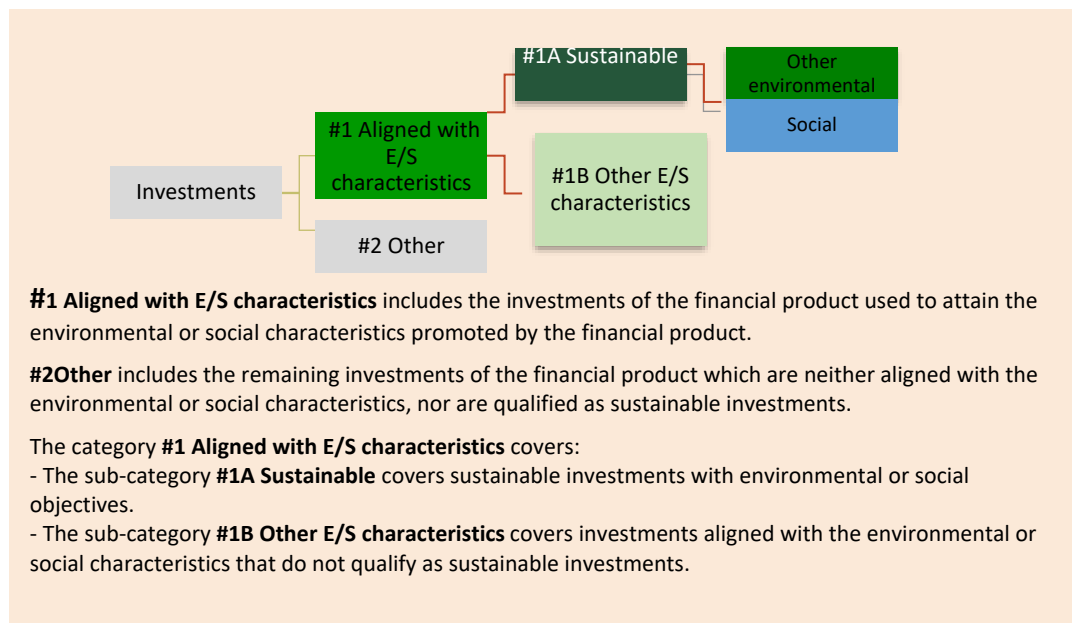 #1A Sustainable
Other
environmental
Social
#1 Aligned with
E/S
characteristics
#1B Other E/S
characteristics
Investments
#2 Other
#1 Aligned with E/S characteristics includes the investments of the financial product used to attain the
environmental or social characteristics promoted by the financial product.
#2Other includes the remaining investments of the financial product which are neither aligned with the
environmental or social characteristics, nor are qualified as sustainable investments.
The category #1 Aligned with E/S characteristics covers:
- The sub-category #1A Sustainable covers sustainable investments with environmental or social
objectives.
- The sub-category #1B Other E/S characteristics covers investments aligned with the environmental or
social characteristics that do not qualify as sustainable investments.